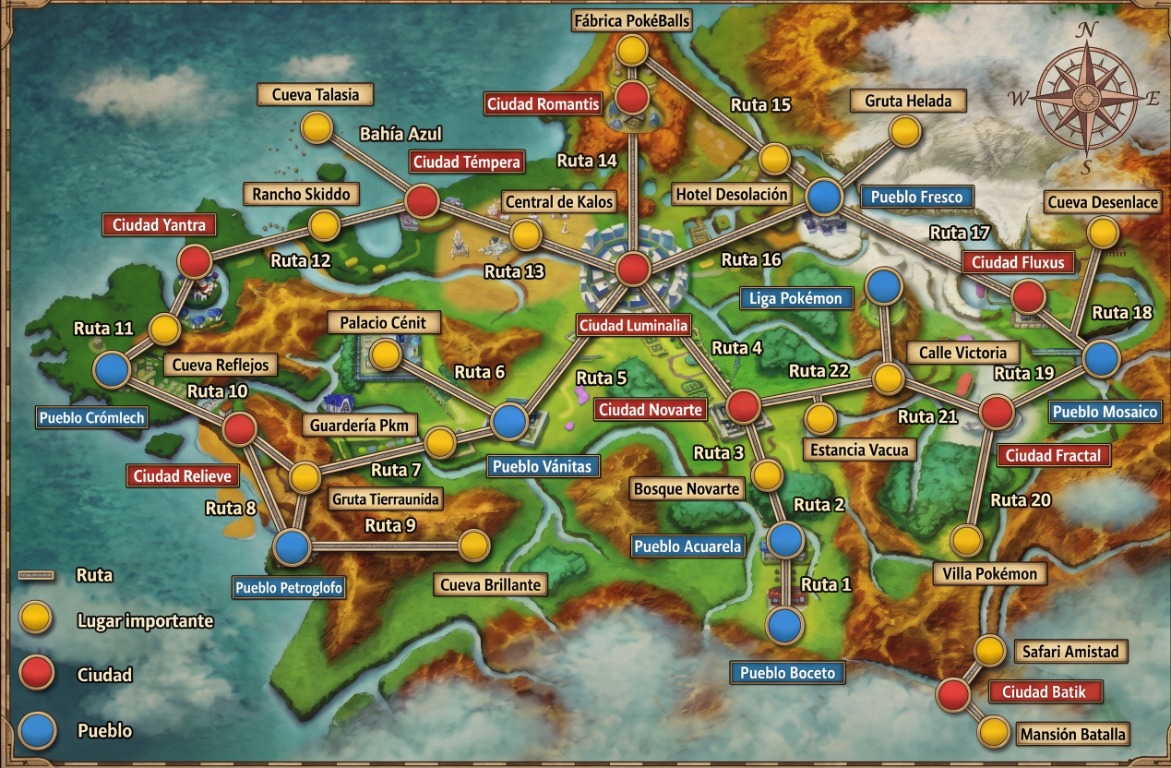 Fábrica PokéBalls
N
Cueva Talasia
Ciudad Romantis
Ruta 15
Gruta Helada
W
E
Bahía Azul
Ciudad Témpera
Ruta 14
S
Rancho Skiddo
Central de Kalos
Hotel Desolación
Pueblo Fresco
Cueva Desenlace
Ciudad Yantra
Ruta 12
Ruta 13
Ruta 16
Ruta 17
Ciudad Fluxus
Liga Pokémon
Ruta 11
Palacio Cénit
Ciudad Luminalia
Ruta 18
Cueva Reflejos
Ruta 6
Ruta 4
Calle Victoria
Ruta 10
Ruta 5
Ruta 22
Ruta 19
Pueblo Crómlech
Guardería Pkm
Ciudad Novarte
Ruta 21
Pueblo Mosaico
Ciudad Relieve
Ruta 7
Pueblo Vánitas
Ruta 3
Estancia Vacua
Ciudad Fractal
Ruta 8
Gruta Tierraunida
Bosque Novarte
Ruta 2
Ruta 20
Ruta 9
Pueblo Acuarela
Pueblo Petroglofo
Cueva Brillante
Ruta 1
Villa Pokémon
Ruta
Lugar importante
Ciudad
Pueblo
Pueblo Boceto
Safari Amistad
Ciudad Batik
Mansión Batalla